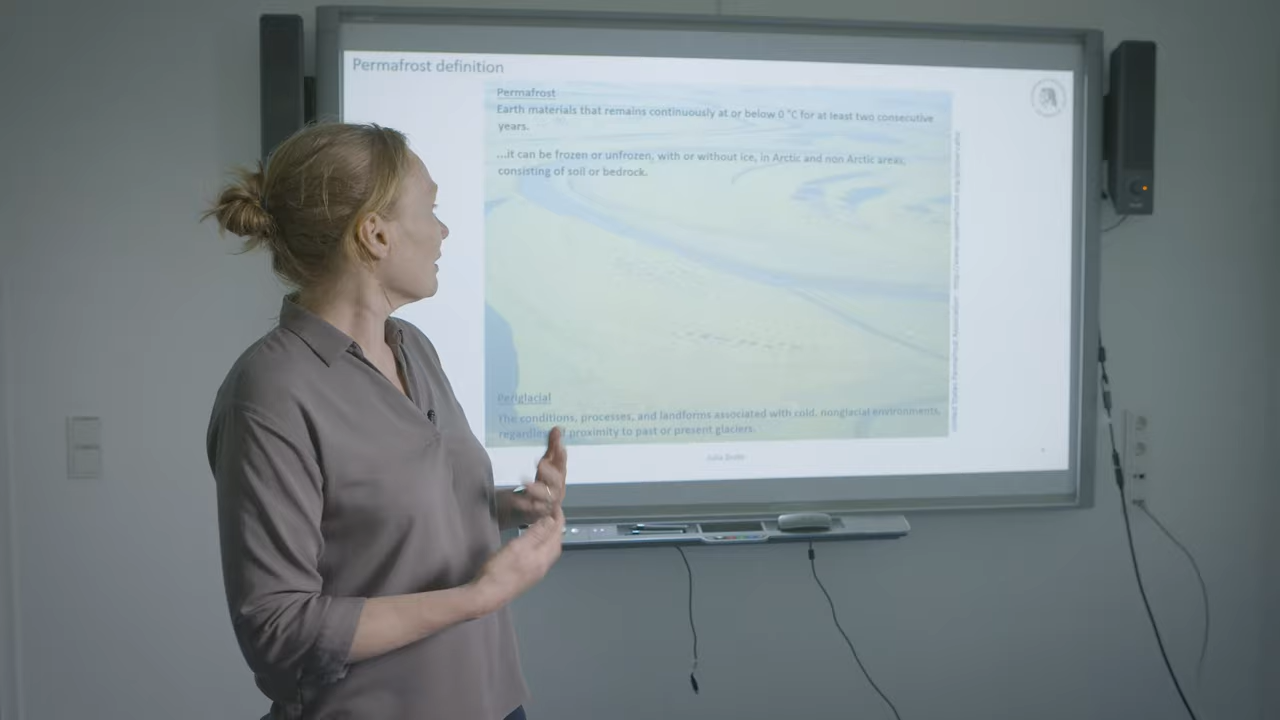 Permafrost definition
Permafrost
Earth materials that remains continuously at or below 0 °C for at least two consecutive
years.
...it can be frozen or unfrozen, with or without ice, in Arctic and non Arctic areas,
consisting of soil or bedrock.
Periglacial
The conditions, processes, and landforms associated with cold, nonglacial environments,
regardless of proximity to past or present glaciers.